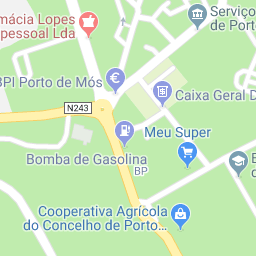 mácia Lopes
pessoal Lda
Serviço
de Porto
BPI Porto de Mós
N243
Caixa Geral D
Meu Super
Bomba de Gasolina
BP
E
Cooperativa Agrícola
do Concelho de Porto...